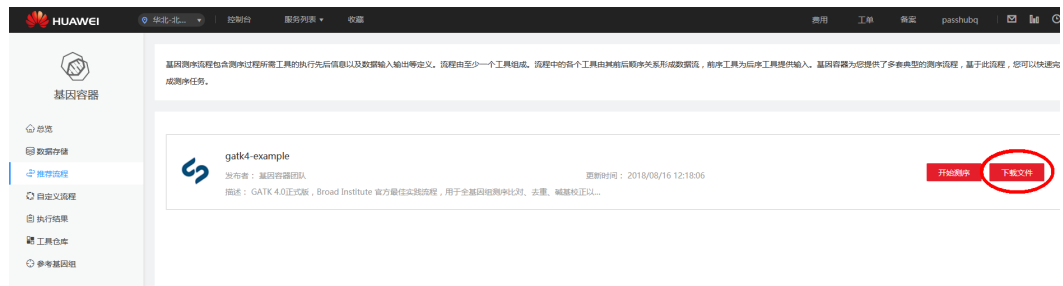 HUAWEI 华北-北... 控制台 服务列表 收藏 费用 工单 备案 passhubq
基因容器
总览
数据存储
推荐流程
自定义流程
执行结果
工具仓库
参考基因组
基因测序流程包含测序过程所需工具的执行先后信息以及数据输入输出等定义。流程由至少一个工具组成。流程中的各个工具由其前后顺序关系形成数据流，前序工具为后序工具提供输入。基因容器为您提供了多套典型的测序流程，基于此流程，您可以快速完
成测序任务。
gatk4-example
发布者： 基因容器团队 更新时间： 2018/08/16 12:18:06
描述： GATK 4.0正式版，Broad Institute 官方最佳实践流程，用于全基因组测序比对、去重、碱基校正以...
开始测序 下载文件